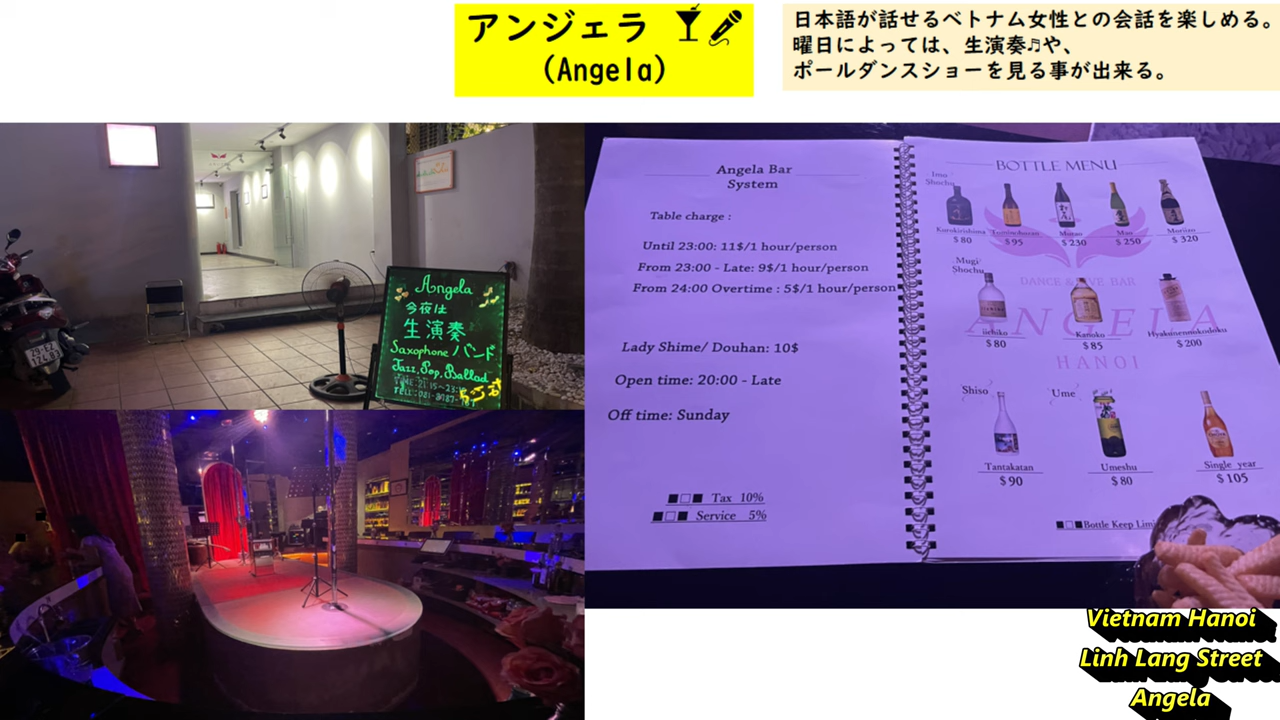 アンジェラ
(Angela)
日本語が話せるベトナム女性との会話を楽しめる。
曜日によっては、生演奏♬や、
ポールダンスショーを見る事が出来る。
Angela
今夜は
生演奏
Saxophone バンド
Jazz, Pop, Ballad
Angela Bar
System
Table charge :
Until 23:00: 11$/1 hour/person
From 23:00 - Late: 9$/1 hour/person
From 24:00 Overtime : 5$/1 hour/person
Lady Shime/ Douhan: 10$
Open time: 20:00 - Late
Off time: Sunday
■□■ Tax 10%
■□■ Service 5%
BOTTLE MENU
Imo
Shochu
Kurokirishima
$ 80
$ 95
$ 230
Mao
$ 250
$ 320
Mugi
Shochu
iichiko
$ 80
Kanoko
$ 85
$ 200
DANCE & LIVE BAR
ANGELA
HANOI
Shiso
Tantakatan
$ 90
Ume
Umeshu
$ 80
Single year
$ 105
■□■Bottle Keep
Vietnam Hanoi
Linh Lang Street
Angela